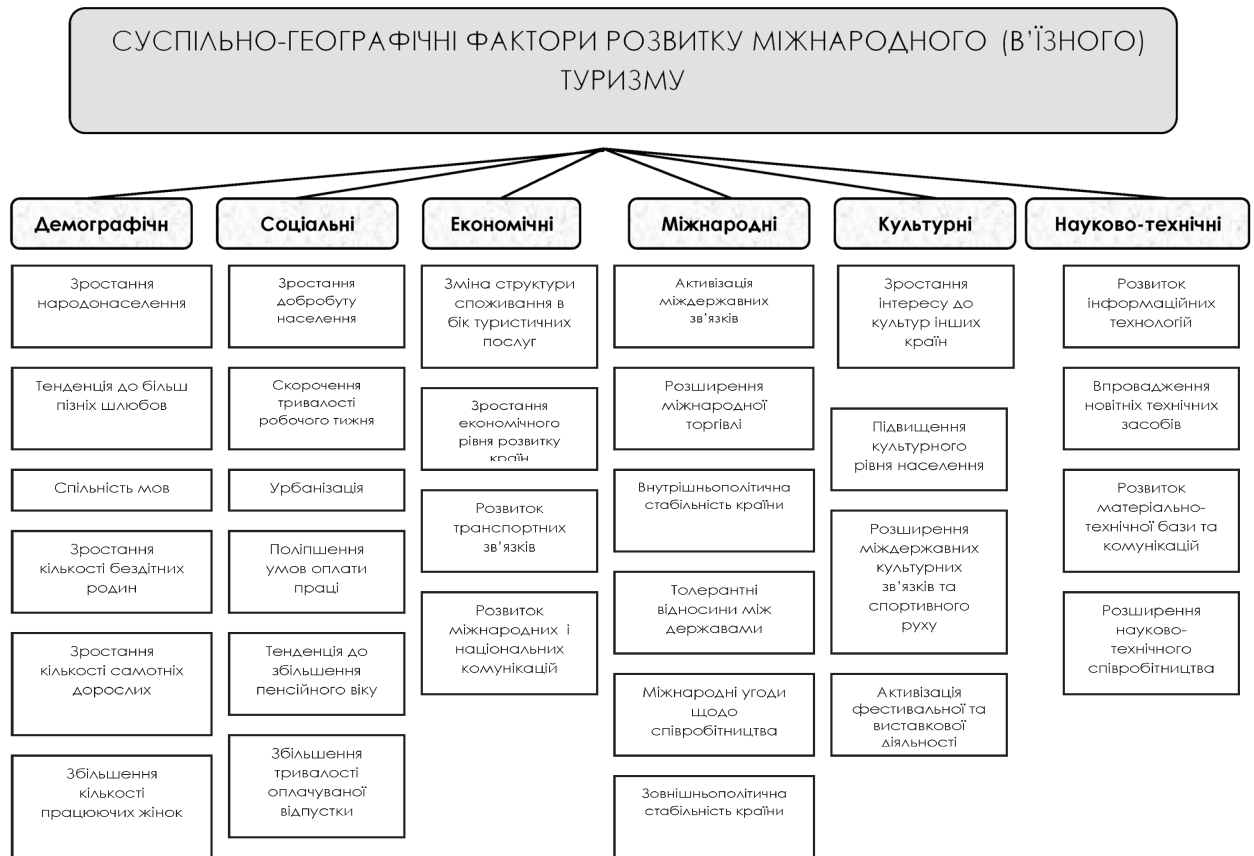 СУСПІЛЬНО-ГЕОГРАФІЧНІ ФАКТОРИ РОЗВИТКУ МІЖНАРОДНОГО (В’ЇЗНОГО)
ТУРИЗМУ
Демографічн
Зростання
народонаселення
Тенденція до більш
пізніх шлюбов
Спільність мов
Зростання
кількості бездітних
родин
Зростання
кількості самотніх
дорослих
Збільшення
кількості
працюючих жінок
Соціальні
Зростання
добробуту
населення
Скорочення
тривалості
робочого тижня
Урбанізація
Поліпшення
умов оплати
праці
Тенденція до
збільшення
пенсійного віку
Збільшення
тривалості
оплачуваної
відпустки
Економічні
Зміна структури
споживання в
бік туристичних
послуг
Зростання
економічного
рівня розвитку
країн
Розвиток
транспортних
зв’язків
Розвиток
міжнародних і
національних
комунікацій
Міжнародні
Активізація
міждержавних
зв’язків
Розширення
міжнародної
торгівлі
Внутрішньополітична
стабільність країни
Толерантні
відносини між
державами
Міжнародні угоди
щодо
співробітництва
Зовнішньополітична
стабільність країни
Культурні
Зростання
інтересу до
культур інших
країн
Підвищення
культурного
рівня населення
Розширення
міждержавних
культурних
зв’язків та
спортивного
руху
Активізація
фестивальної та
виставкової
діяльності
Науково-технічні
Розвиток
інформаційних
технологій
Впровадження
новітніх технічних
засобів
Розвиток
матеріально-
технічної бази та
комунікацій
Розширення
науково-
технічного
співробітництва